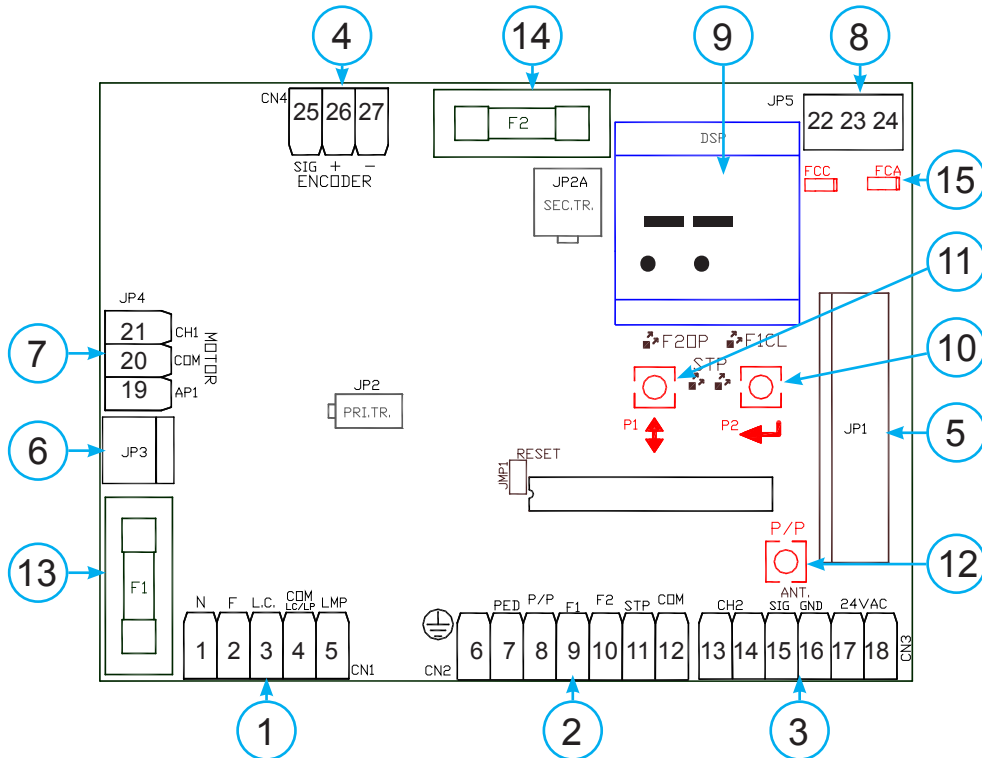 4 14 9 8
CN4 25 26 27
SIG + -
ENCODER
F2
DSP
JP5
22 23 24
FCC FCA
15
JP2A
SEC.TR.
11
JP4
21 CH1
20 COM
19 AP1
MOTOR
7
F2OP F1CL
STP
10
JP2
PRI.TR.
P1 P2
JP1
5
6
JP3
RESET
JMP1
P/P
12
ANT.
13
F1
N F L.C. COM LC/LP LMP
1 2 3 4 5
CN1
PED P/P F1 F2 STP COM
CN2 6 7 8 9 10 11 12
CH2 SIG GND 24VAC
13 14 15 16 17 18
CN3
1 2 3